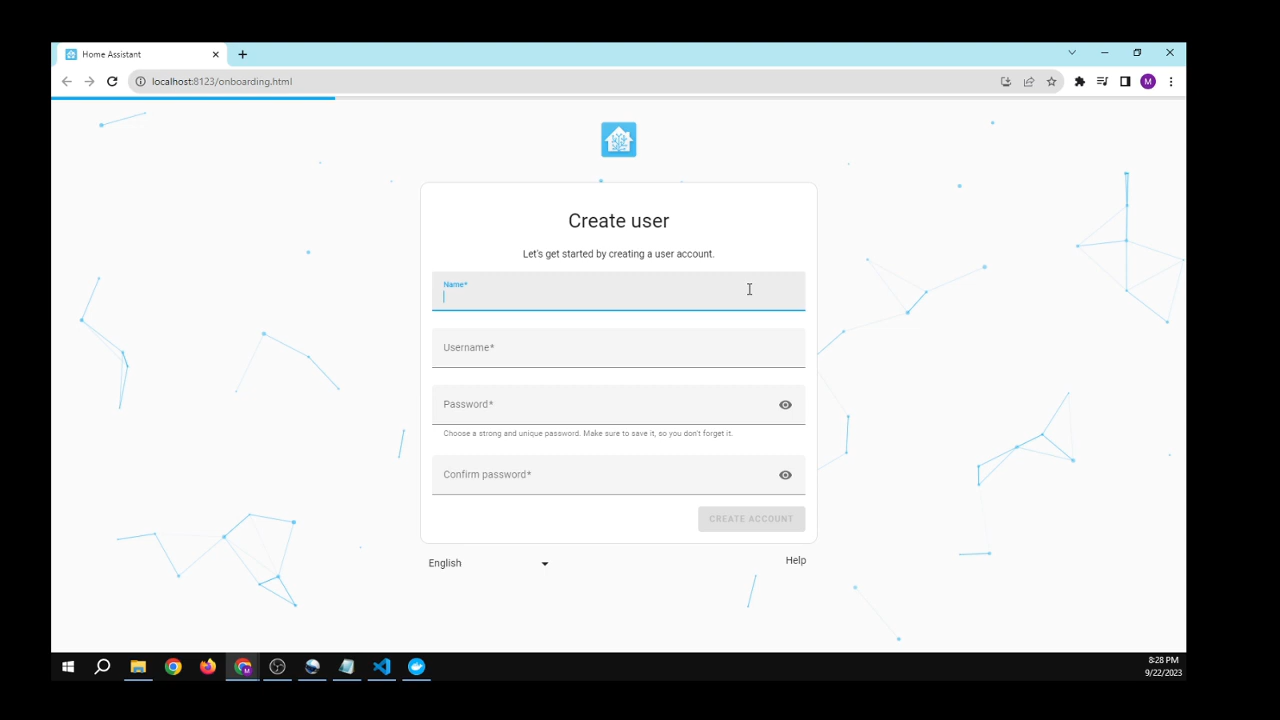 Home Assistant
localhost:8123/onboarding.html
M
Create user
Let's get started by creating a user account.
Name*
Username*
Password*
Choose a strong and unique password. Make sure to save it, so you don't forget it.
Confirm password*
CREATE ACCOUNT
English
Help
8:28 PM
9/22/2023